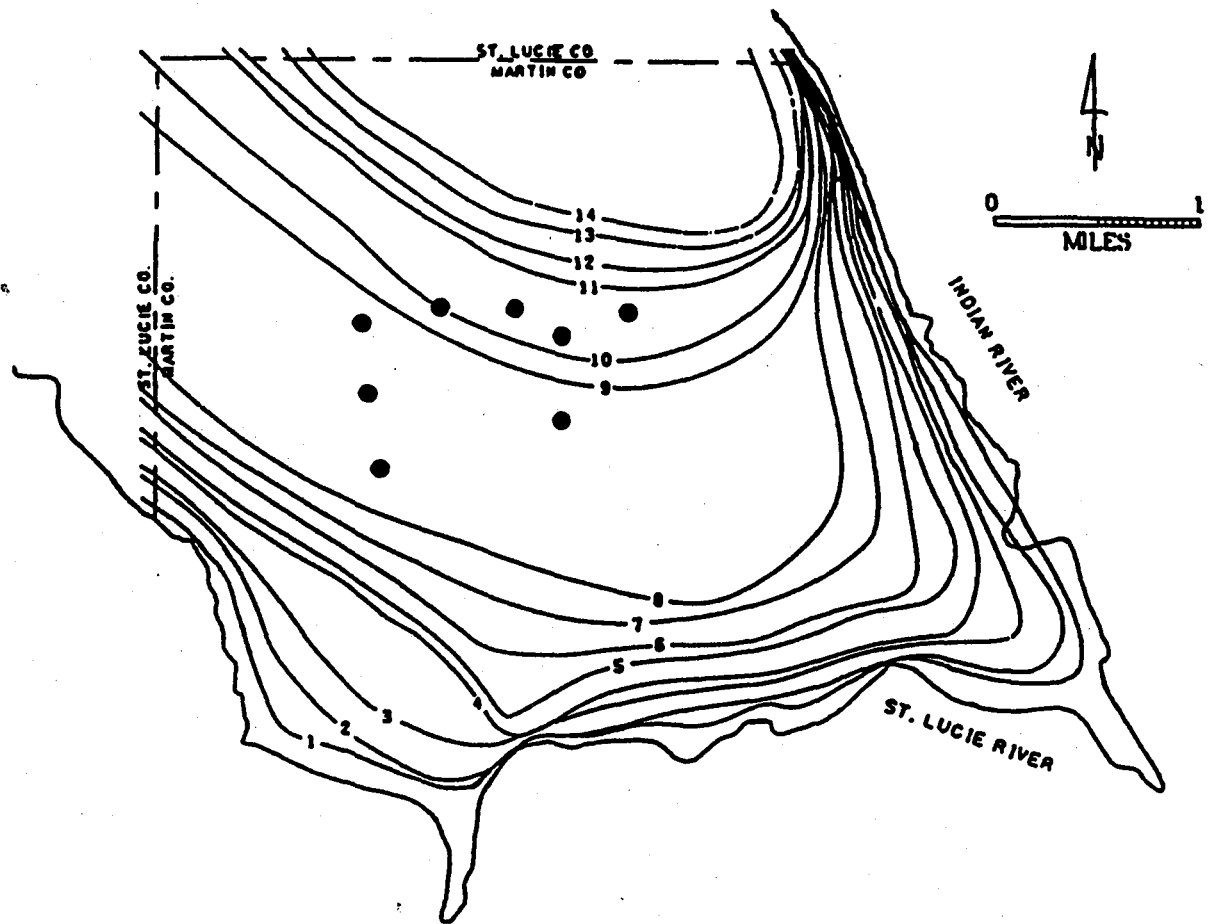 ST. LUCIE CO.
MARTIN CO
N
0 1
MILES
14
13
12
11
10
9
ST. LUCIE CO.
MARTIN CO.
INDIAN RIVER
8
7
6
5
4
3
2
1
ST. LUCIE RIVER